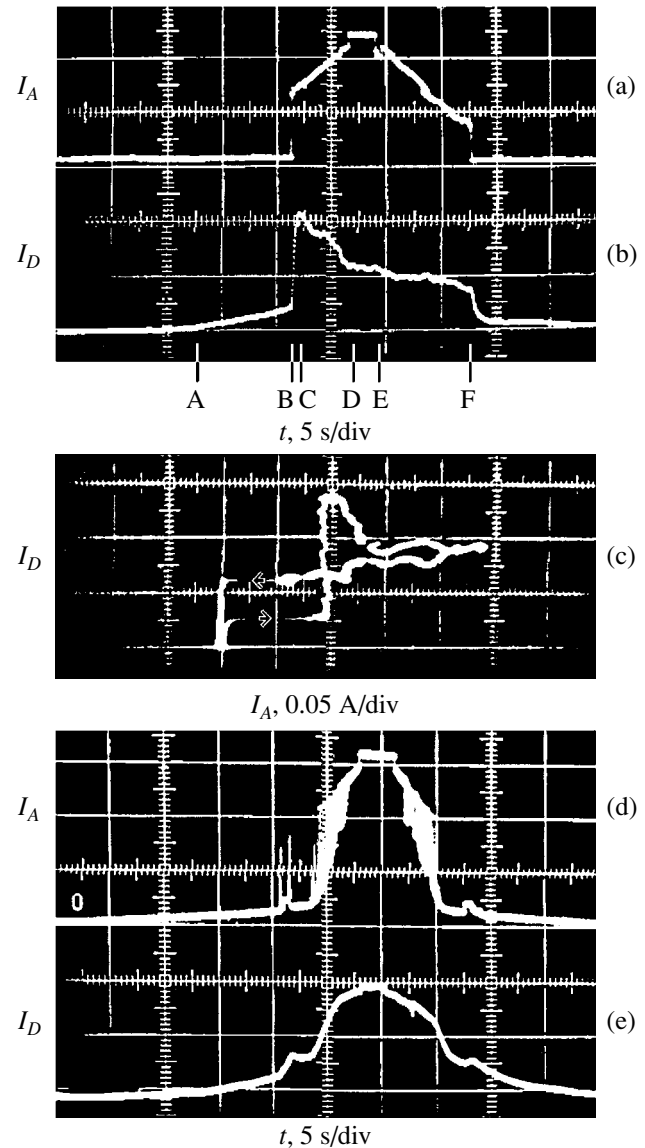 I_A (a)
I_D (b)
A B C D E F
t, 5 s/div
I_D (c)
I_A, 0.05 A/div
I_A (d)
0
I_D (e)
t, 5 s/div